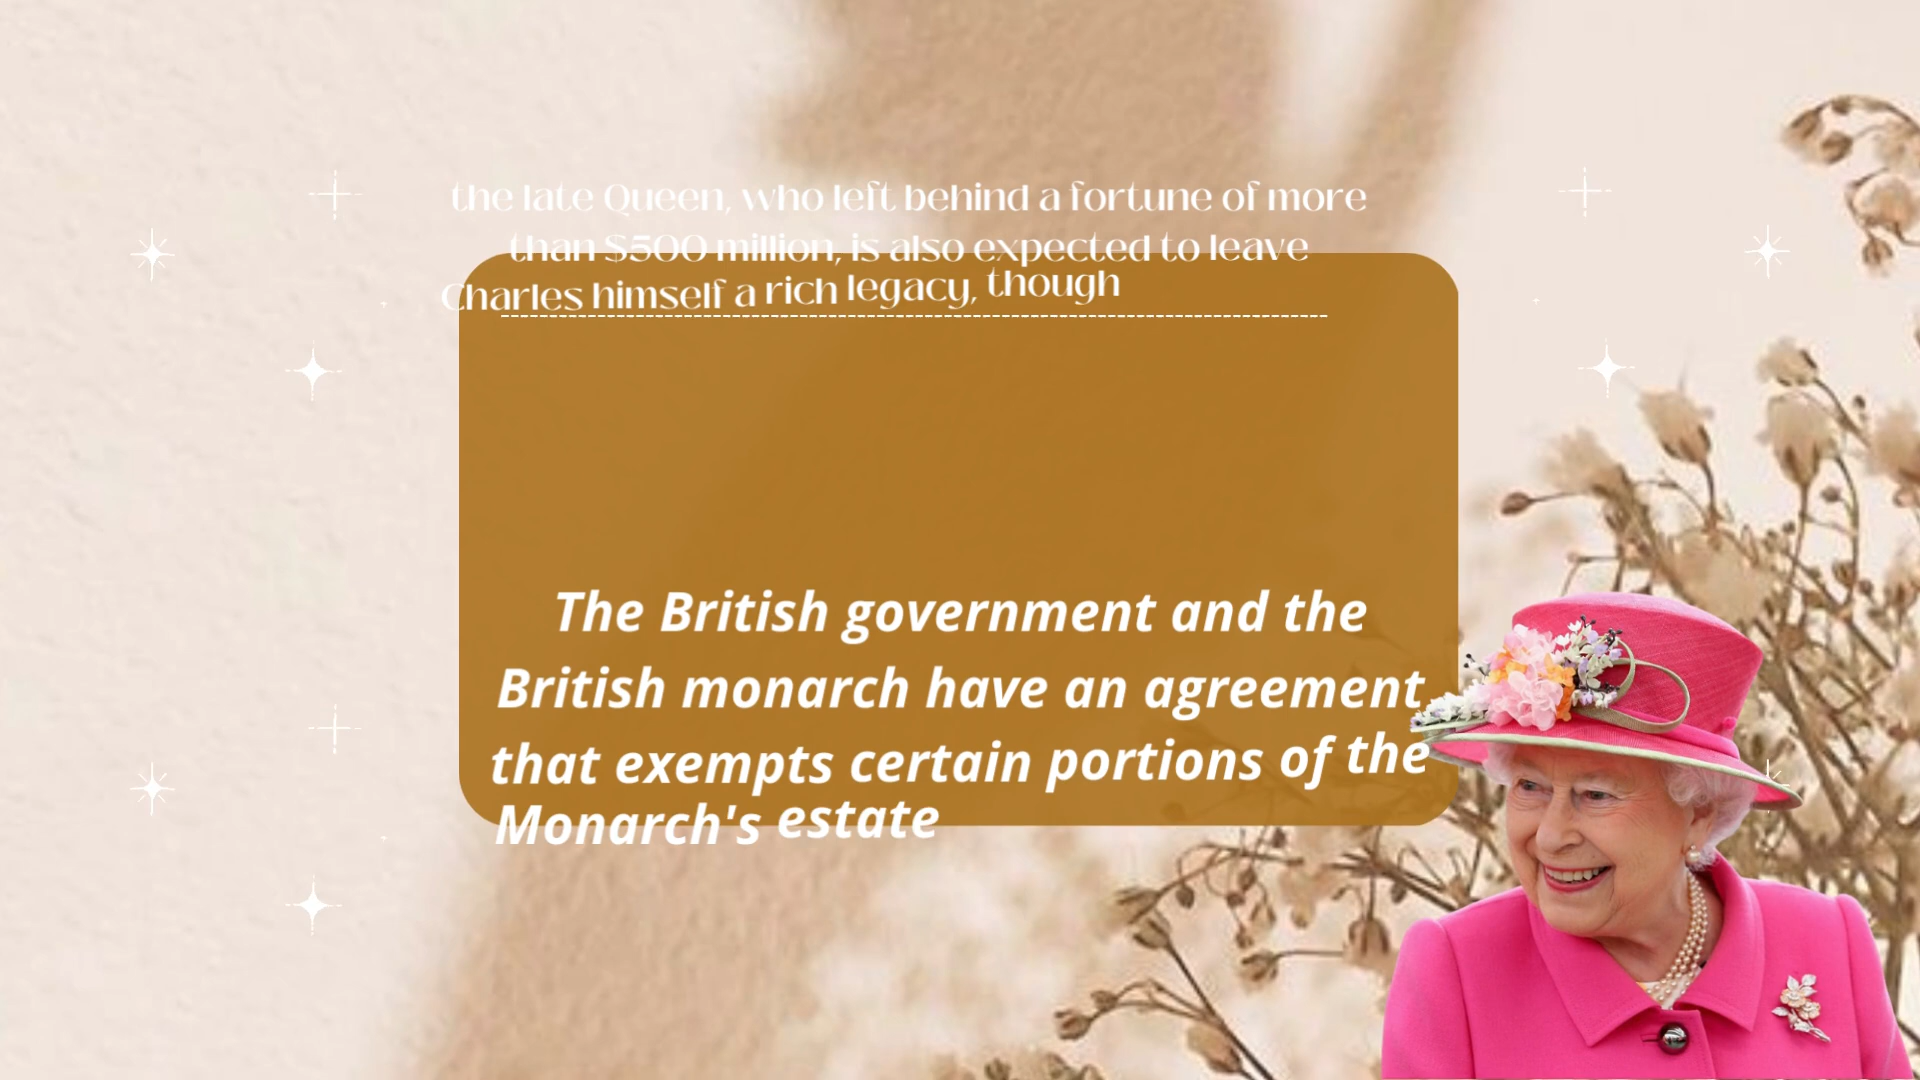 the late Queen, who left behind a fortune of more
than $500 million, is also expected to leave
Charles himself a rich legacy, though
The British government and the
British monarch have an agreement
that exempts certain portions of the
Monarch's estate